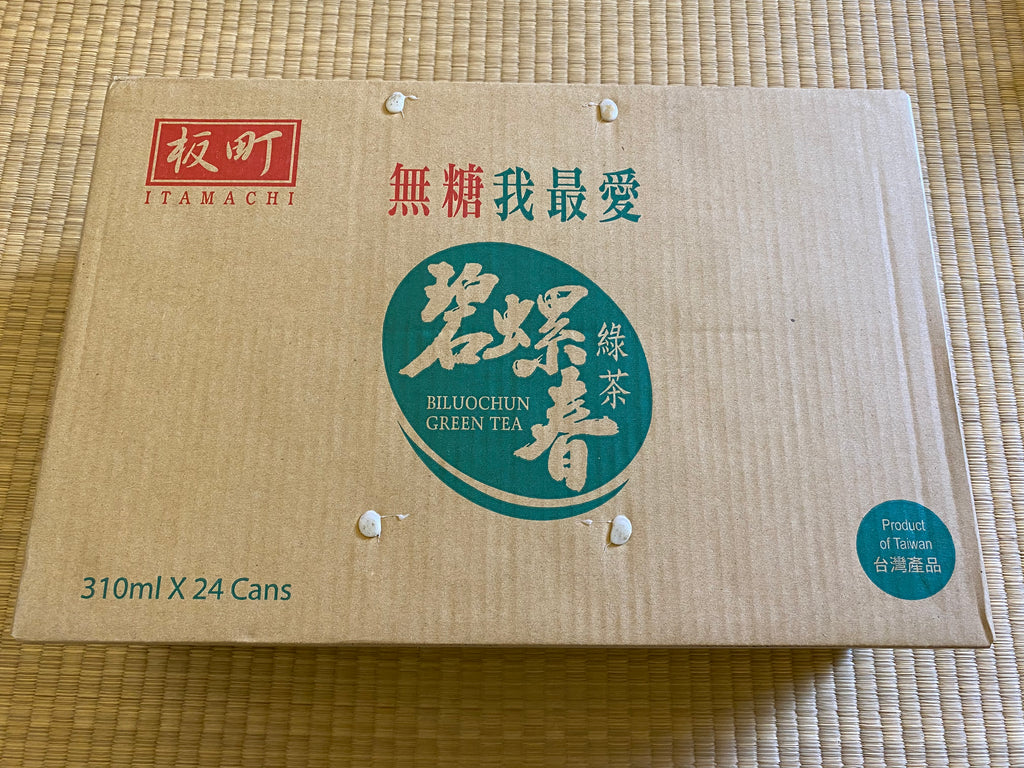 板町
ITAMACHI
無糖我最愛
碧螺春
綠茶
BILUOCHUN
GREEN TEA
310ml X 24 Cans
Product
of Taiwan
台灣產品